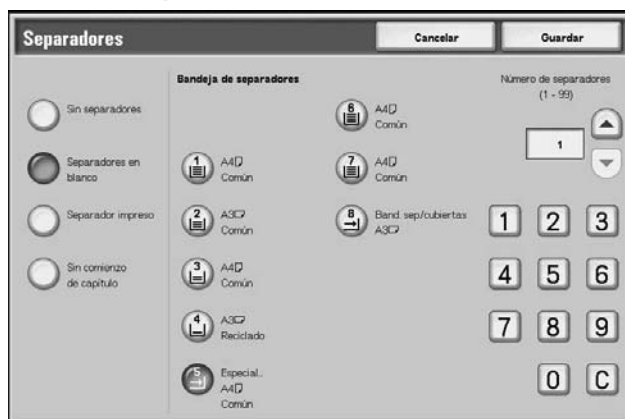 Separadores
Cancelar
Guardar
Sin separadores
Separadores en
blanco
Separador impreso
Sin comienzo
de capítulo
Bandeja de separadores
1
A4
Común
2
A3
Común
3
A4
Común
4
A3
Reciclado
5
Especial..
A4
Común
6
A4
Común
7
A4
Común
8
Band. sep/cubiertas
A3
Número de separadores
(1 - 99)
1
1 2 3
4 5 6
7 8 9
0 C